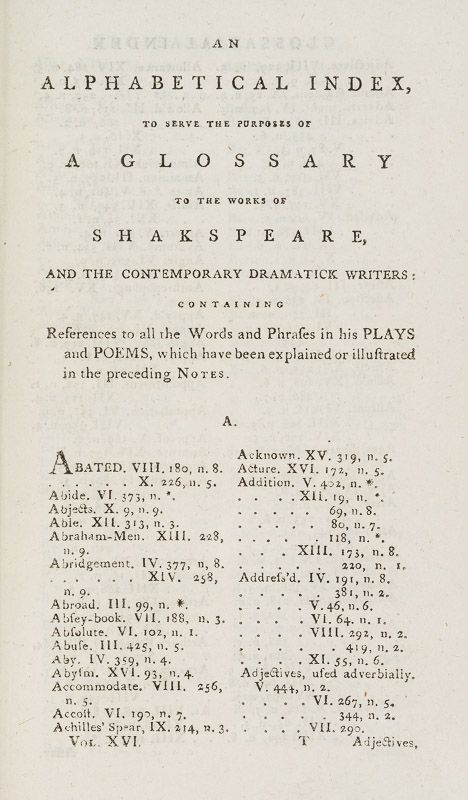 AN
ALPHABETICAL INDEX,
TO SERVE THE PURPOSES OF
A GLOSSARY
TO THE WORKS OF
SHAKSPEARE,
AND THE CONTEMPORARY DRAMATICK WRITERS:
CONTAINING
References to all the Words and Phraſes in his PLAYS
and POEMS, which have been explained or illuſtrated
in the preceding NOTES.
A.
ABATED. VIII. 180, n. 8.
. . . . . . X. 226, n. 5.
Abide. VI. 373, n. *.
Abjects. X. 9, n. 9.
Able. XII. 313, n. 3.
Abraham-Men. XIII. 228,
n. 9.
Abridgement. IV. 377, n, 8.
. . . . . . XIV. 258,
n. 9.
Abroad. III. 99, n. *.
Abſey-book. VII. 188, n. 3.
Abſolute. VI. 102, n. 1.
Abuſe. III. 425, n. 5.
Aby. IV. 359, n. 4.
Abyſm. XVI. 93, n. 4.
Accommodate. VIII. 256,
n. 5.
Accoſt. VI. 190, n. 7.
Achilles' Spear, IX. 214, n. 3.
VOL. XVI.
Acknown. XV. 319, n. 5.
Acture. XVI. 172, n. 5.
Addition. V. 402, n. *.
. . . . XII. 19, n. *.
. . . . . 69, n. 8.
. . . . . 80, n. 7.
. . . . . 118, n. *.
. . . . XIII. 173, n. 8.
. . . . . . 220, n. 1.
Addreſs'd. IV. 191, n. 8.
. . . . . . 381, n. 2.
. . . . . V. 46, n. 6.
. . . . . VI. 64. n. 1.
. . . . . VIII. 292, n. 2.
. . . . . . 419, n. 2.
. . . . . XI. 55, n. 6.
Adjectives, uſed adverbially.
V. 444, n. 2.
. . . . . VI. 267, n. 5.
. . . . . . 344, n. 2.
. . . . . VII. 290.
T Adjectives,